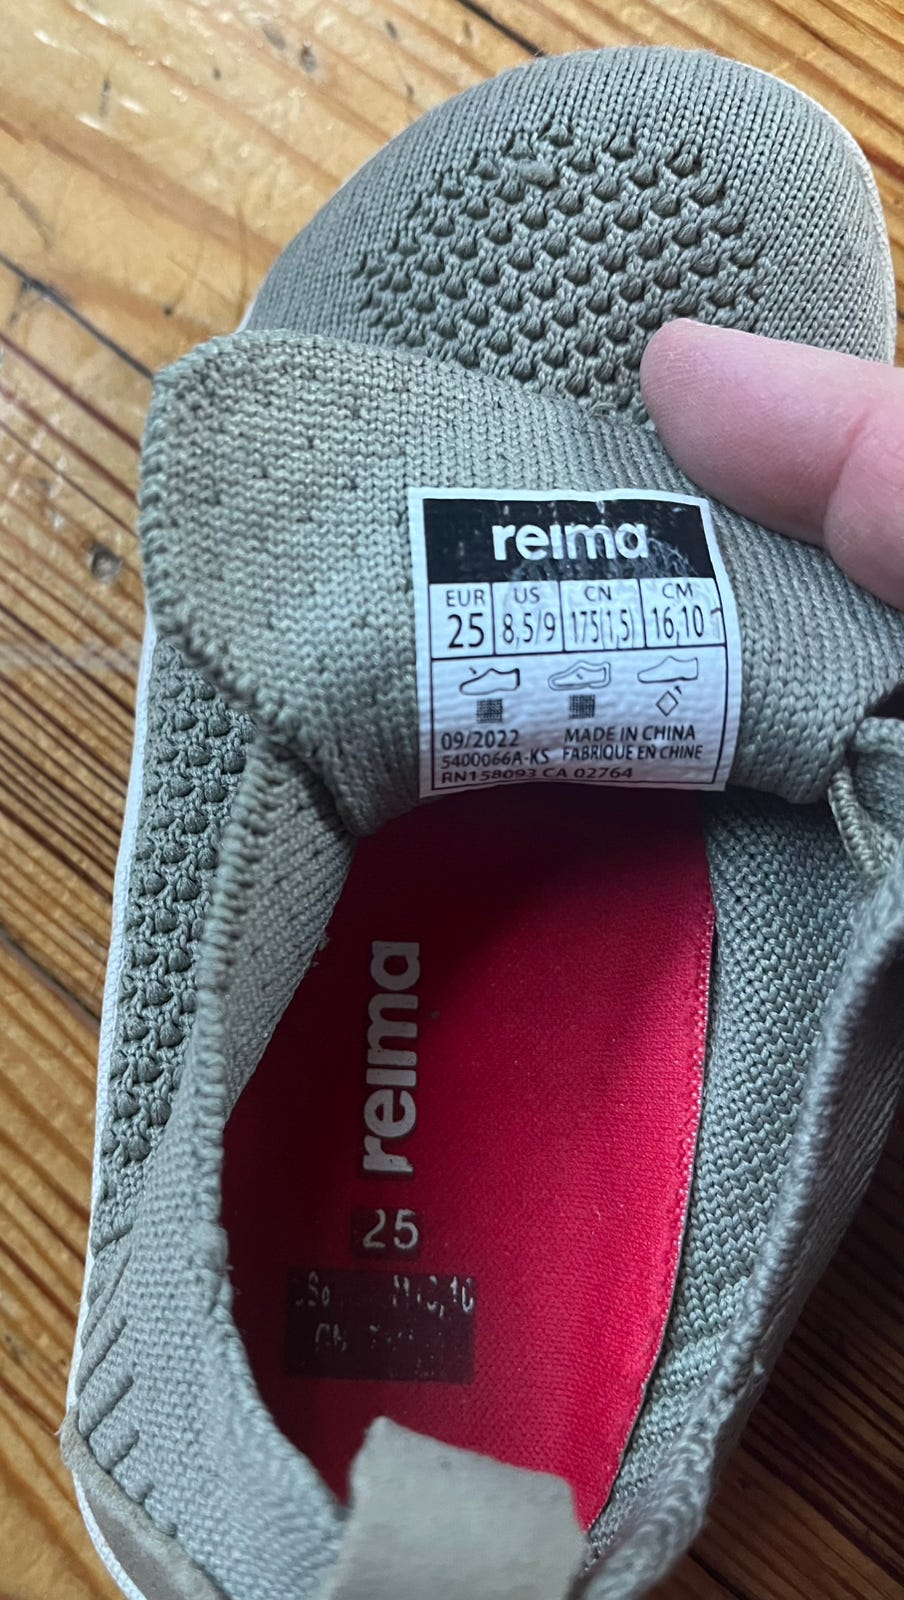 reima
EUR US CN CM
25 8,5/9 175(1,5) 16,10
09/2022 MADE IN CHINA
5400066A-KS FABRIQUE EN CHINE
RN158093 CA 02764
reima
25